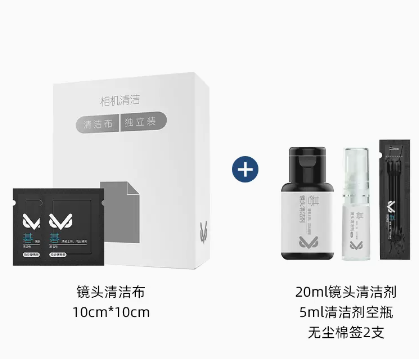 相机清洁
清洁布 独立装
镜头清洁布
10cm*10cm
20ml镜头清洁剂
5ml清洁剂空瓶
无尘棉签2支